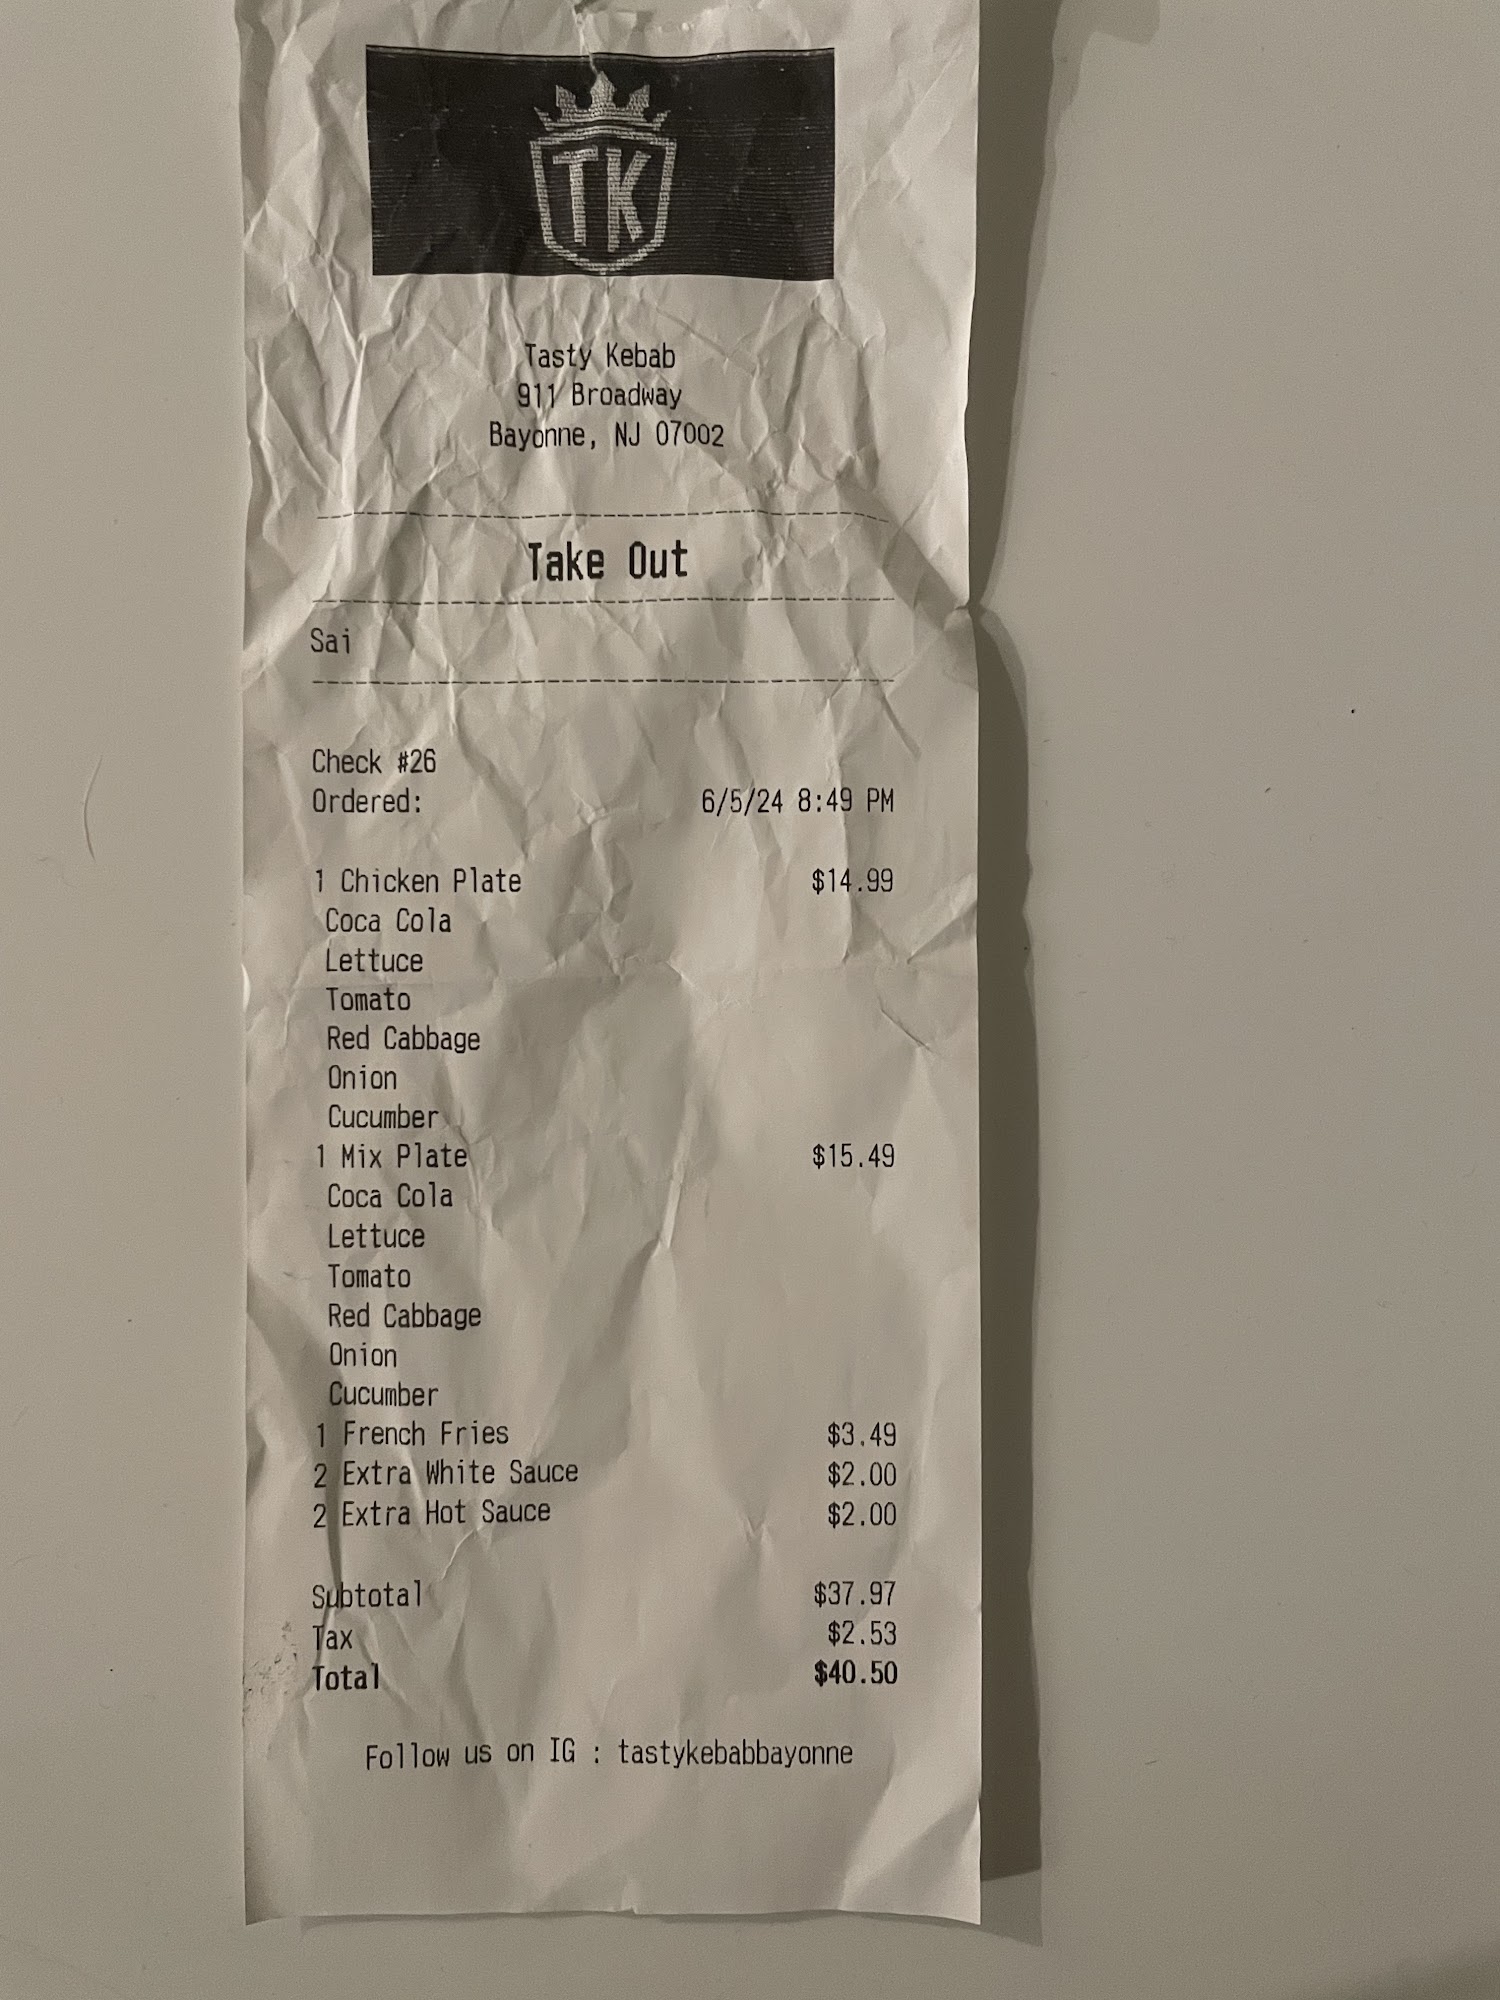 TK
Tasty Kebab
911 Broadway
Bayonne, NJ 07002
Take Out
Sai
Check #26
Ordered: 6/5/24 8:49 PM
1 Chicken Plate $14.99
Coca Cola
Lettuce
Tomato
Red Cabbage
Onion
Cucumber
1 Mix Plate $15.49
Coca Cola
Lettuce
Tomato
Red Cabbage
Onion
Cucumber
1 French Fries $3.49
2 Extra White Sauce $2.00
2 Extra Hot Sauce $2.00
Subtotal $37.97
Tax $2.53
Total $40.50
Follow us on IG : tastykebabbayonne